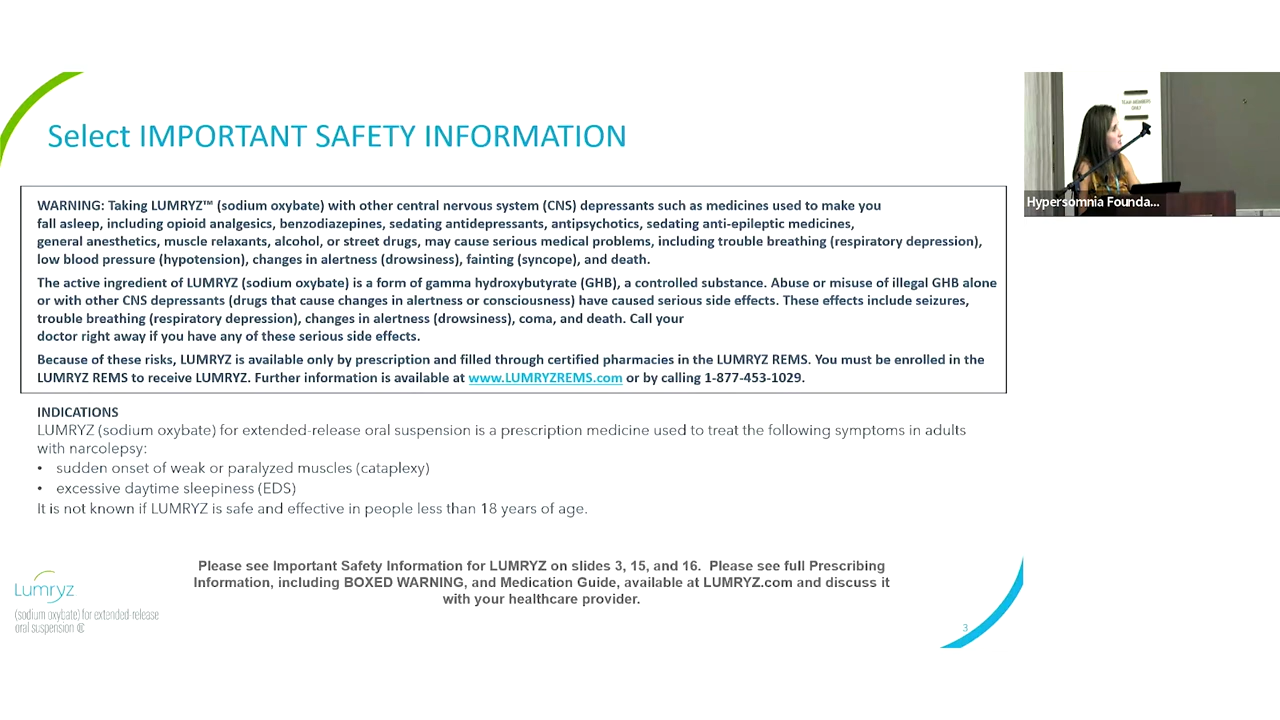 Select IMPORTANT SAFETY INFORMATION
WARNING: Taking LUMRYZ™ (sodium oxybate) with other central nervous system (CNS) depressants such as medicines used to make you
fall asleep, including opioid analgesics, benzodiazepines, sedating antidepressants, antipsychotics, sedating anti-epileptic medicines,
general anesthetics, muscle relaxants, alcohol, or street drugs, may cause serious medical problems, including trouble breathing (respiratory depression),
low blood pressure (hypotension), changes in alertness (drowsiness), fainting (syncope), and death.
The active ingredient of LUMRYZ (sodium oxybate) is a form of gamma hydroxybutyrate (GHB), a controlled substance. Abuse or misuse of illegal GHB alone
or with other CNS depressants (drugs that cause changes in alertness or consciousness) have caused serious side effects. These effects include seizures,
trouble breathing (respiratory depression), changes in alertness (drowsiness), coma, and death. Call your
doctor right away if you have any of these serious side effects.
Because of these risks, LUMRYZ is available only by prescription and filled through certified pharmacies in the LUMRYZ REMS. You must be enrolled in the
LUMRYZ REMS to receive LUMRYZ. Further information is available at www.LUMRYZREMS.com or by calling 1-877-453-1029.
INDICATIONS
LUMRYZ (sodium oxybate) for extended-release oral suspension is a prescription medicine used to treat the following symptoms in adults
with narcolepsy:
• sudden onset of weak or paralyzed muscles (cataplexy)
• excessive daytime sleepiness (EDS)
It is not known if LUMRYZ is safe and effective in people less than 18 years of age.
Please see Important Safety Information for LUMRYZ on slides 3, 15, and 16. Please see full Prescribing
Information, including BOXED WARNING, and Medication Guide, available at LUMRYZ.com and discuss it
with your healthcare provider.
Lumryz
(sodium oxybate) for extended-release
oral suspension ®
3
TEAM MEMBERS
ONLY
Hypersomnia Founda...